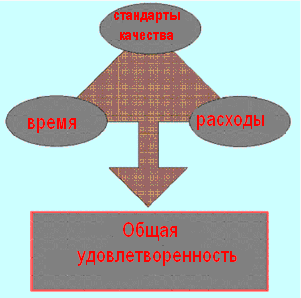 стандарты
качества
время
расходы
Общая
удовлетворенность